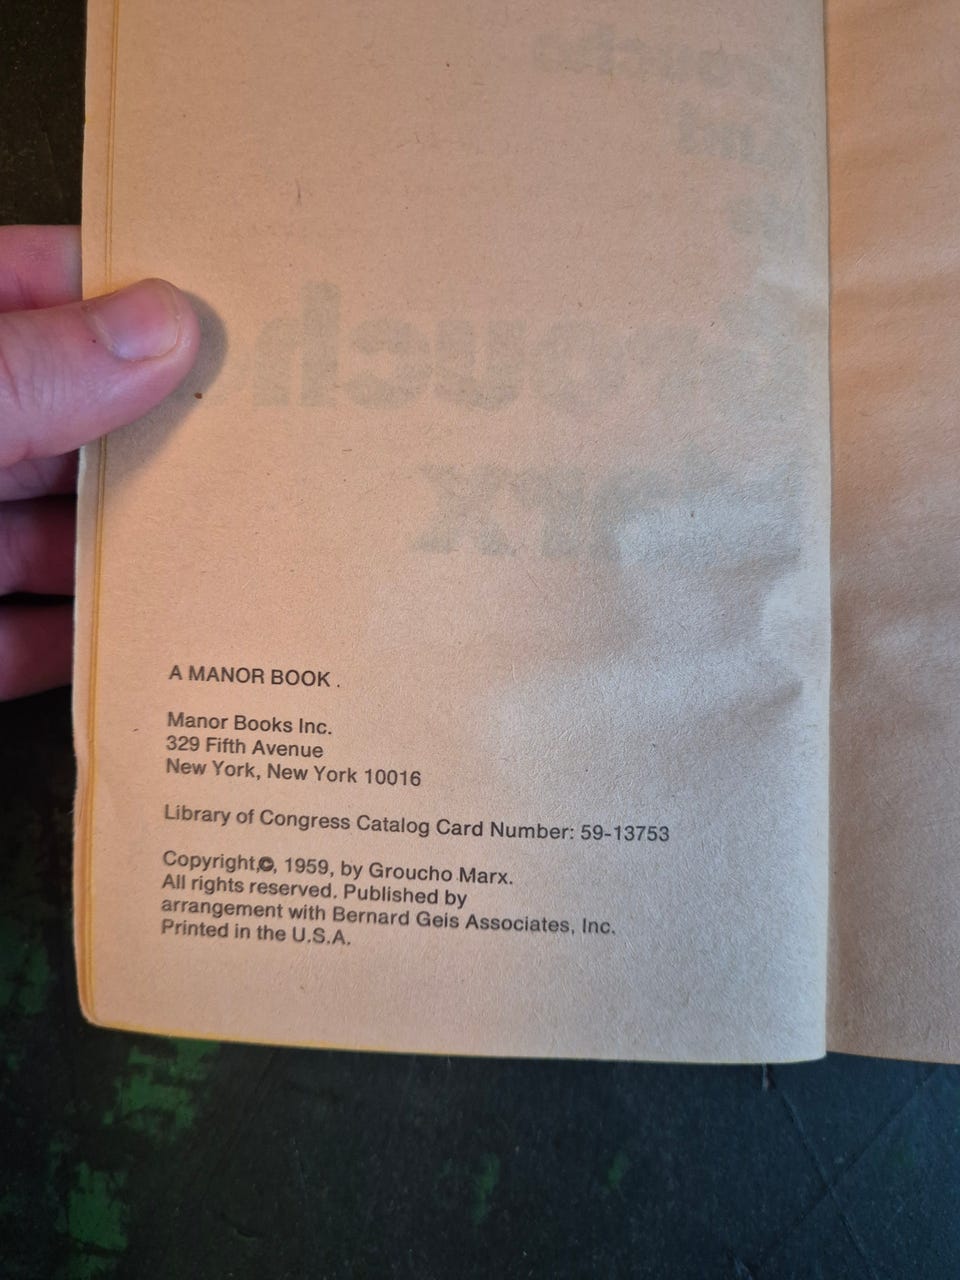 A MANOR BOOK .
Manor Books Inc.
329 Fifth Avenue
New York, New York 10016
Library of Congress Catalog Card Number: 59-13753
Copyright,©, 1959, by Groucho Marx.
All rights reserved. Published by
arrangement with Bernard Geis Associates, Inc.
Printed in the U.S.A.